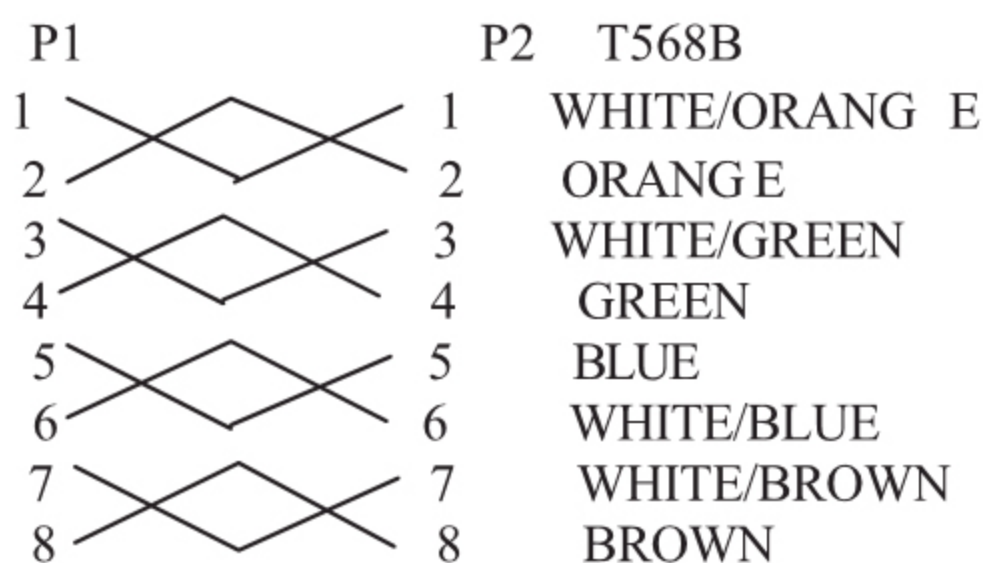 P1 P2 T568B
1 1 WHITE/ORANG E
2 2 ORANG E
3 3 WHITE/GREEN
4 4 GREEN
5 5 BLUE
6 6 WHITE/BLUE
7 7 WHITE/BROWN
8 8 BROWN